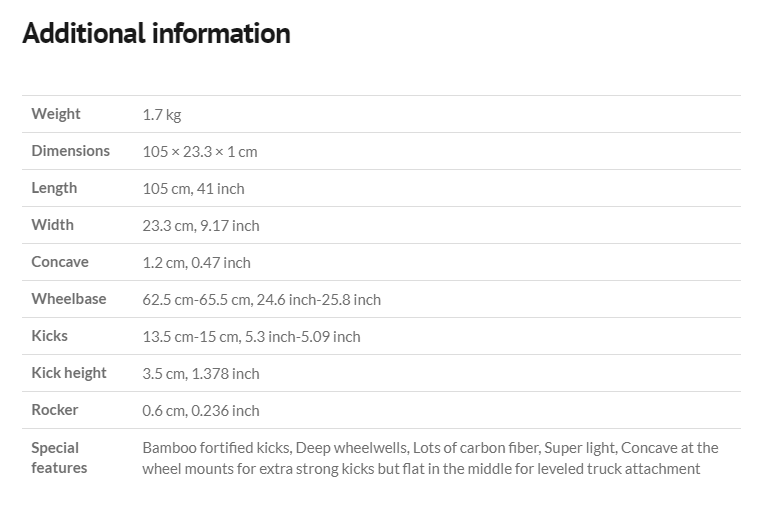 Additional information
Weight 1.7 kg
Dimensions 105 × 23.3 × 1 cm
Length 105 cm, 41 inch
Width 23.3 cm, 9.17 inch
Concave 1.2 cm, 0.47 inch
Wheelbase 62.5 cm-65.5 cm, 24.6 inch-25.8 inch
Kicks 13.5 cm-15 cm, 5.3 inch-5.09 inch
Kick height 3.5 cm, 1.378 inch
Rocker 0.6 cm, 0.236 inch
Special features Bamboo fortified kicks, Deep wheelwells, Lots of carbon fiber, Super light, Concave at the
wheel mounts for extra strong kicks but flat in the middle for leveled truck attachment